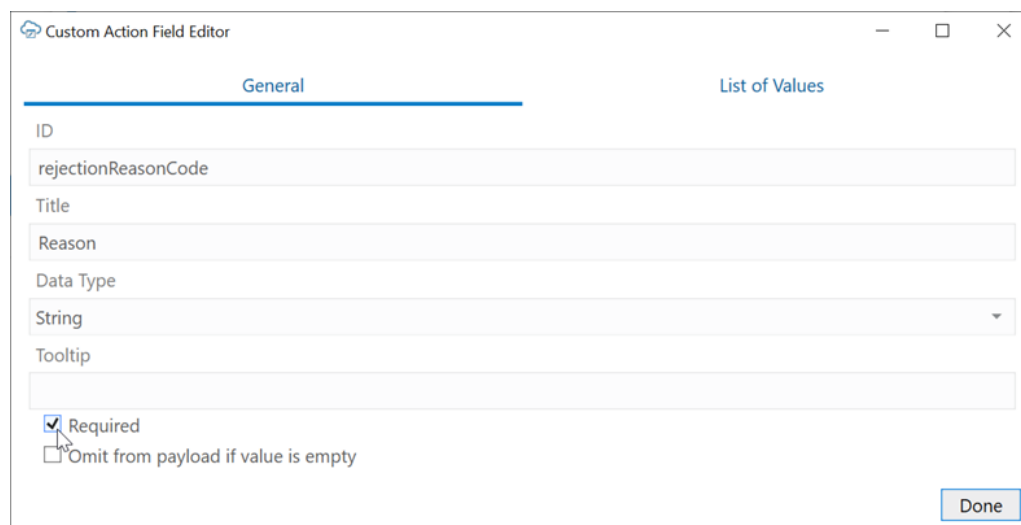 Custom Action Field Editor
General List of Values
ID
rejectionReasonCode
Title
Reason
Data Type
String
Tooltip
Required
Omit from payload if value is empty
Done